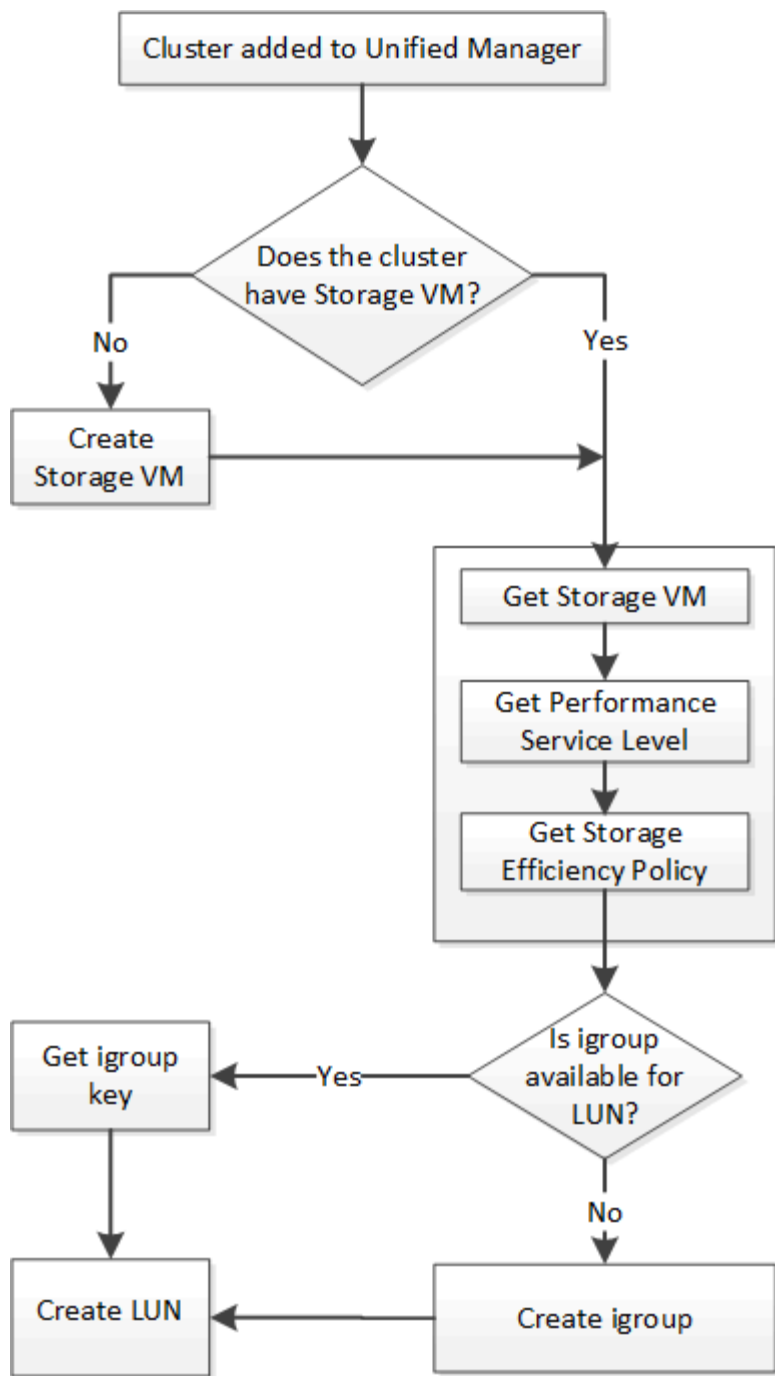 Cluster added to Unified Manager
Does the cluster
have Storage VM?
No
Yes
Create
Storage VM
Get Storage VM
Get Performance
Service Level
Get Storage
Efficiency Policy
Is igroup
available for
LUN?
Yes
Get igroup
key
No
Create LUN
Create igroup